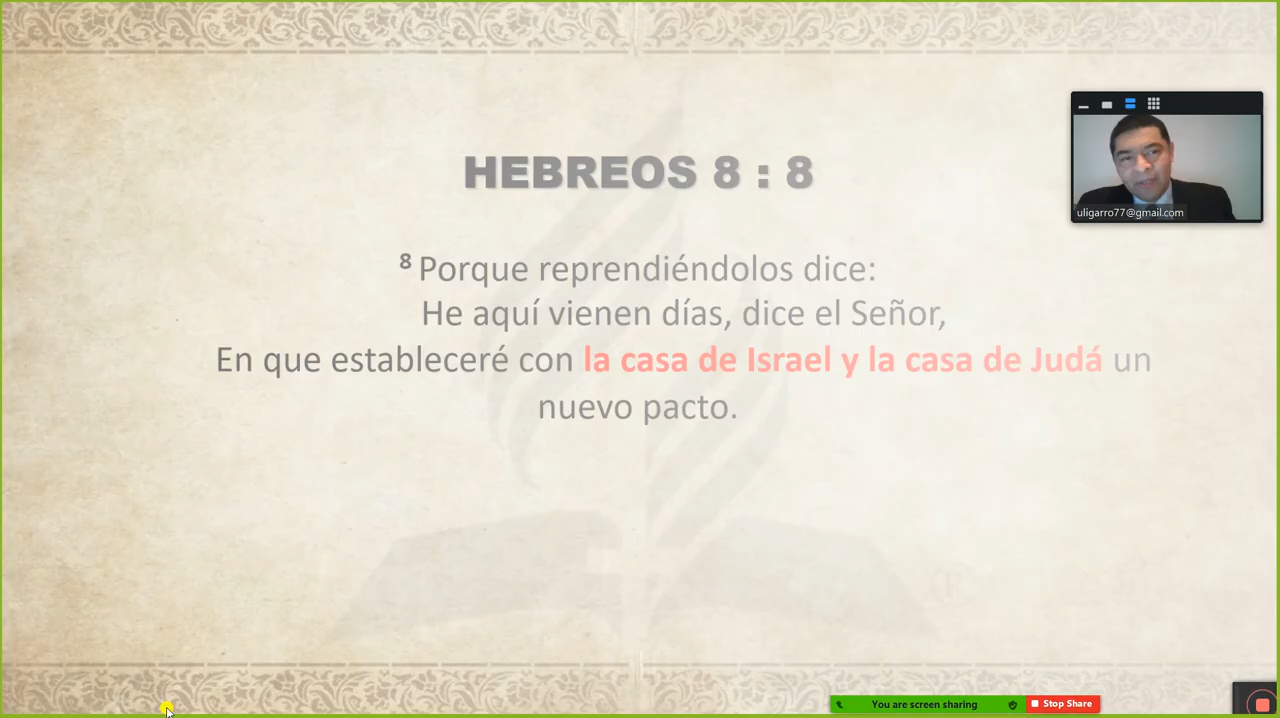 HEBREOS 8 : 8
uligarro77@gmail.com
8 Porque reprendiéndolos dice:
He aquí vienen días, dice el Señor,
En que estableceré con la casa de Israel y la casa de Judá un
nuevo pacto.
You are screen sharing
Stop Share